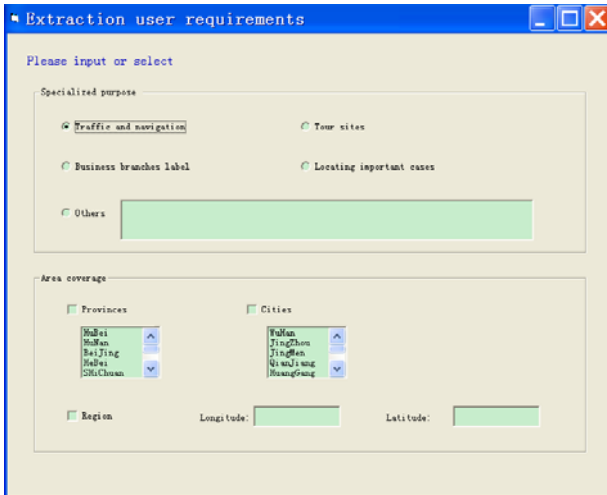 Extraction user requirements
Please input or select
Specialized purpose
Traffic and navigation
Tour sites
Business branches label
Locating important cases
Others
Area coverage
Provinces
Cities
HuBei
HuNan
BeiJing
HeBei
SHiChuan
WuHan
JingZhou
JingMen
QianJiang
HuangGang
Region
Longitude:
Latitude: